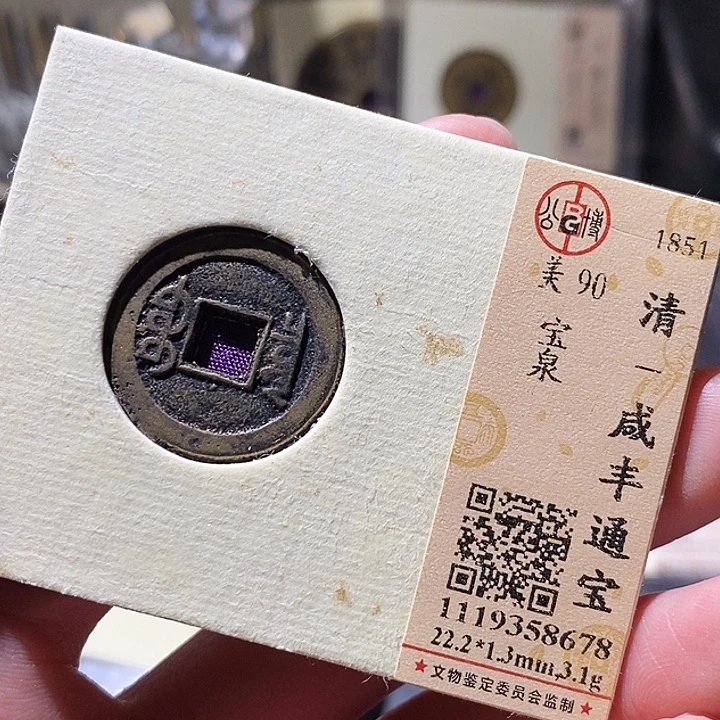 公博
BG
1851
美 90
宝泉
清 — 咸丰通宝
1119358678
22.2*1.3mm,3.1g
★文物鉴定委员会监制★